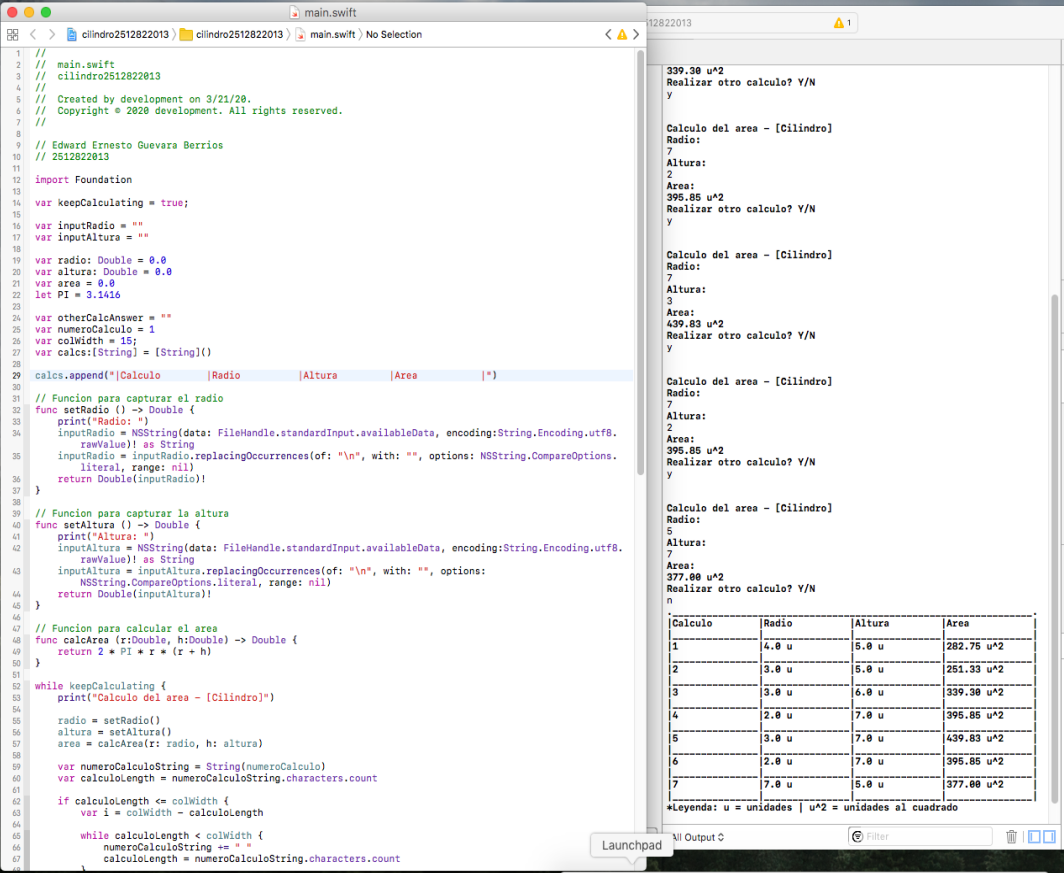 main.swift
cilindro2512822013 › cilindro2512822013 › main.swift › No Selection
1 //
2 //  main.swift
3 //  cilindro2512822013
4 //
5 //  Created by development on 3/21/20.
6 //  Copyright © 2020 development. All rights reserved.
7 //
8
9 // Edward Ernesto Guevara Berrios
10 // 2512822013
11
12 import Foundation
13
14 var keepCalculating = true;
15
16 var inputRadio = ""
17 var inputAltura = ""
18
19 var radio: Double = 0.0
20 var altura: Double = 0.0
21 var area = 0.0
22 let PI = 3.1416
23
24 var otherCalcAnswer = ""
25 var numeroCalculo = 1
26 var colWidth = 15;
27 var calcs:[String] = [String]()
28
29 calcs.append("|Calculo        |Radio          |Altura         |Area           |")
30
31 // Funcion para capturar el radio
32 func setRadio () -> Double {
33     print("Radio: ")
34     inputRadio = NSString(data: FileHandle.standardInput.availableData, encoding:String.Encoding.utf8.
rawValue)! as String
35     inputRadio = inputRadio.replacingOccurrences(of: "\n", with: "", options: NSString.CompareOptions.
literal, range: nil)
36     return Double(inputRadio)!
37 }
38
39 // Funcion para capturar la altura
40 func setAltura () -> Double {
41     print("Altura: ")
42     inputAltura = NSString(data: FileHandle.standardInput.availableData, encoding:String.Encoding.utf8.
rawValue)! as String
43     inputAltura = inputAltura.replacingOccurrences(of: "\n", with: "", options:
NSString.CompareOptions.literal, range: nil)
44     return Double(inputAltura)!
45 }
46
47 // Funcion para calcular el area
48 func calcArea (r:Double, h:Double) -> Double {
49     return 2 * PI * r * (r + h)
50 }
51
52 while keepCalculating {
53     print("Calculo del area - [Cilindro]")
54
55     radio = setRadio()
56     altura = setAltura()
57     area = calcArea(r: radio, h: altura)
58
59     var numeroCalculoString = String(numeroCalculo)
60     var calculoLength = numeroCalculoString.characters.count
61
62     if calculoLength <= colWidth {
63         var i = colWidth - calculoLength
64
65         while calculoLength < colWidth {
66             numeroCalculoString += " "
67             calculoLength = numeroCalculoString.characters.count
68         }
12822013
1
339.30 u^2
Realizar otro calculo? Y/N
y
Calculo del area - [Cilindro]
Radio:
7
Altura:
2
Area:
395.85 u^2
Realizar otro calculo? Y/N
y
Calculo del area - [Cilindro]
Radio:
7
Altura:
3
Area:
439.83 u^2
Realizar otro calculo? Y/N
y
Calculo del area - [Cilindro]
Radio:
7
Altura:
2
Area:
395.85 u^2
Realizar otro calculo? Y/N
y
Calculo del area - [Cilindro]
Radio:
5
Altura:
7
Area:
377.00 u^2
Realizar otro calculo? Y/N
n
|Calculo |Radio |Altura |Area |
|1 |4.0 u |5.0 u |282.75 u^2 |
|2 |3.0 u |5.0 u |251.33 u^2 |
|3 |3.0 u |6.0 u |339.30 u^2 |
|4 |2.0 u |7.0 u |395.85 u^2 |
|5 |3.0 u |7.0 u |439.83 u^2 |
|6 |2.0 u |7.0 u |395.85 u^2 |
|7 |7.0 u |5.0 u |377.00 u^2 |
*Leyenda: u = unidades | u^2 = unidades al cuadrado
All Output
Filter
Launchpad